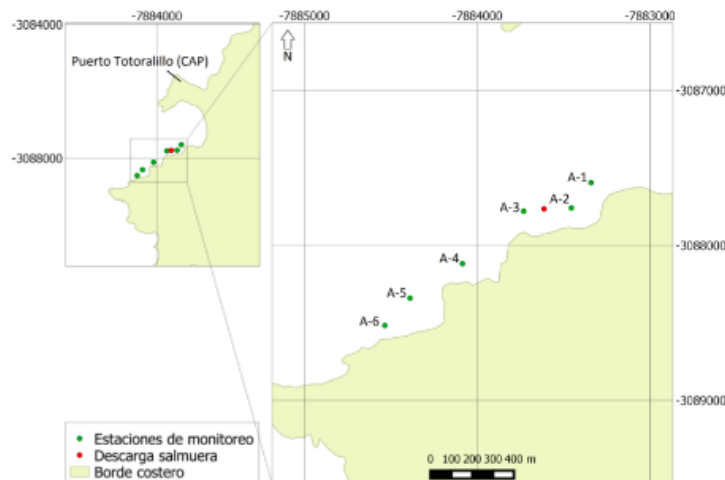 -7884000
-3084000
Puerto Totoralillo (CAP)
-3088000
Estaciones de monitoreo
Descarga salmuera
Borde costero
-7885000 -7884000 -7883000
N
-3087000
A-1
A-2
A-3
-3088000
A-4
A-5
A-6
-3089000
0 100 200 300 400 m